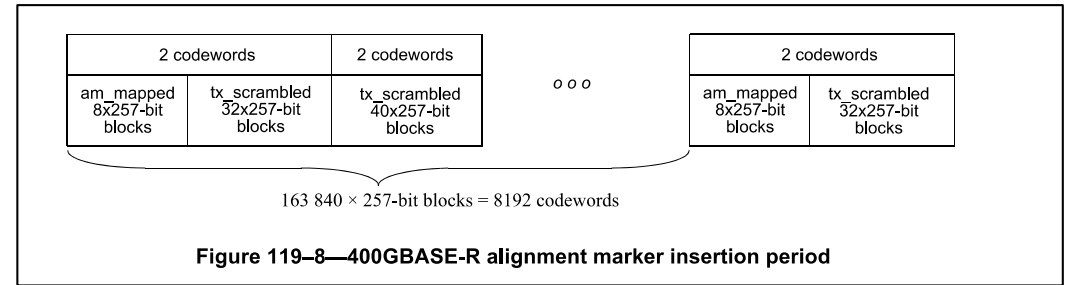 2 codewords
2 codewords
o o o
2 codewords
am_mapped
8x257-bit
blocks
tx_scrambled
32x257-bit
blocks
tx_scrambled
40x257-bit
blocks
am_mapped
8x257-bit
blocks
tx_scrambled
32x257-bit
blocks
163 840 × 257-bit blocks = 8192 codewords
Figure 119–8—400GBASE-R alignment marker insertion period